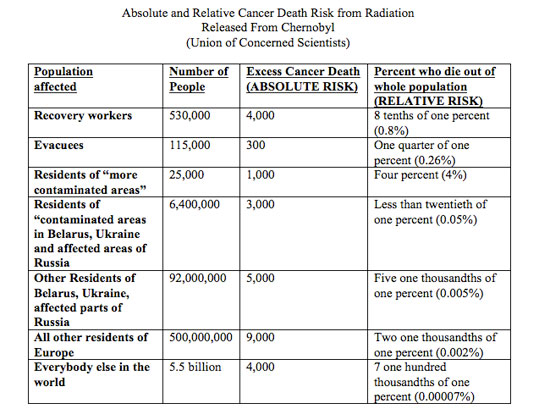 Absolute and Relative Cancer Death Risk from Radiation
Released From Chernobyl
(Union of Concerned Scientists)
Population affected Number of People Excess Cancer Death (ABSOLUTE RISK) Percent who die out of whole population (RELATIVE RISK)
Recovery workers 530,000 4,000 8 tenths of one percent (0.8%)
Evacuees 115,000 300 One quarter of one percent (0.26%)
Residents of “more contaminated areas” 25,000 1,000 Four percent (4%)
Residents of “contaminated areas in Belarus, Ukraine and affected areas of Russia 6,400,000 3,000 Less than twentieth of one percent (0.05%)
Other Residents of Belarus, Ukraine, affected parts of Russia 92,000,000 5,000 Five one thousandths of one percent (0.005%)
All other residents of Europe 500,000,000 9,000 Two one thousandths of one percent (0.002%)
Everybody else in the world 5.5 billion 4,000 7 one hundred thousandths of one percent (0.00007%)